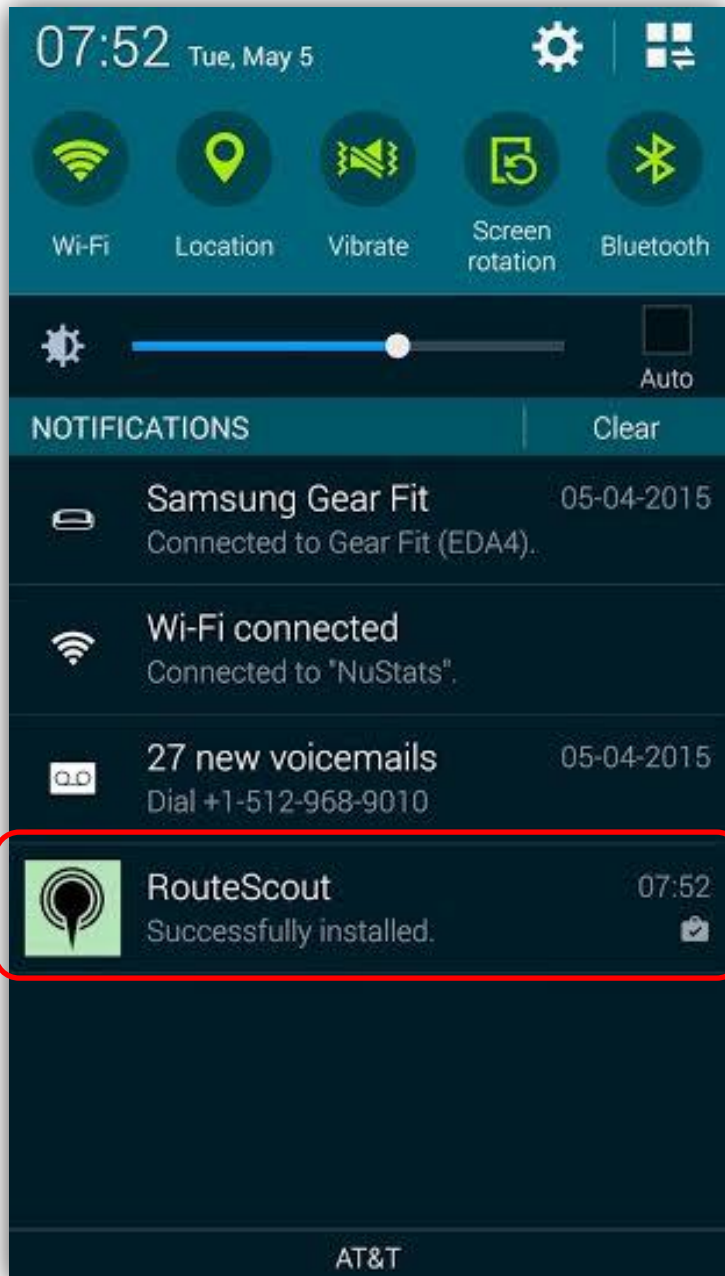 07:52 Tue, May 5
Wi-Fi
Location
Vibrate
Screen
rotation
Bluetooth
Auto
NOTIFICATIONS
Clear
Samsung Gear Fit
05-04-2015
Connected to Gear Fit (EDA4).
Wi-Fi connected
Connected to "NuStats".
27 new voicemails
05-04-2015
Dial +1-512-968-9010
RouteScout
07:52
Successfully installed.
AT&T